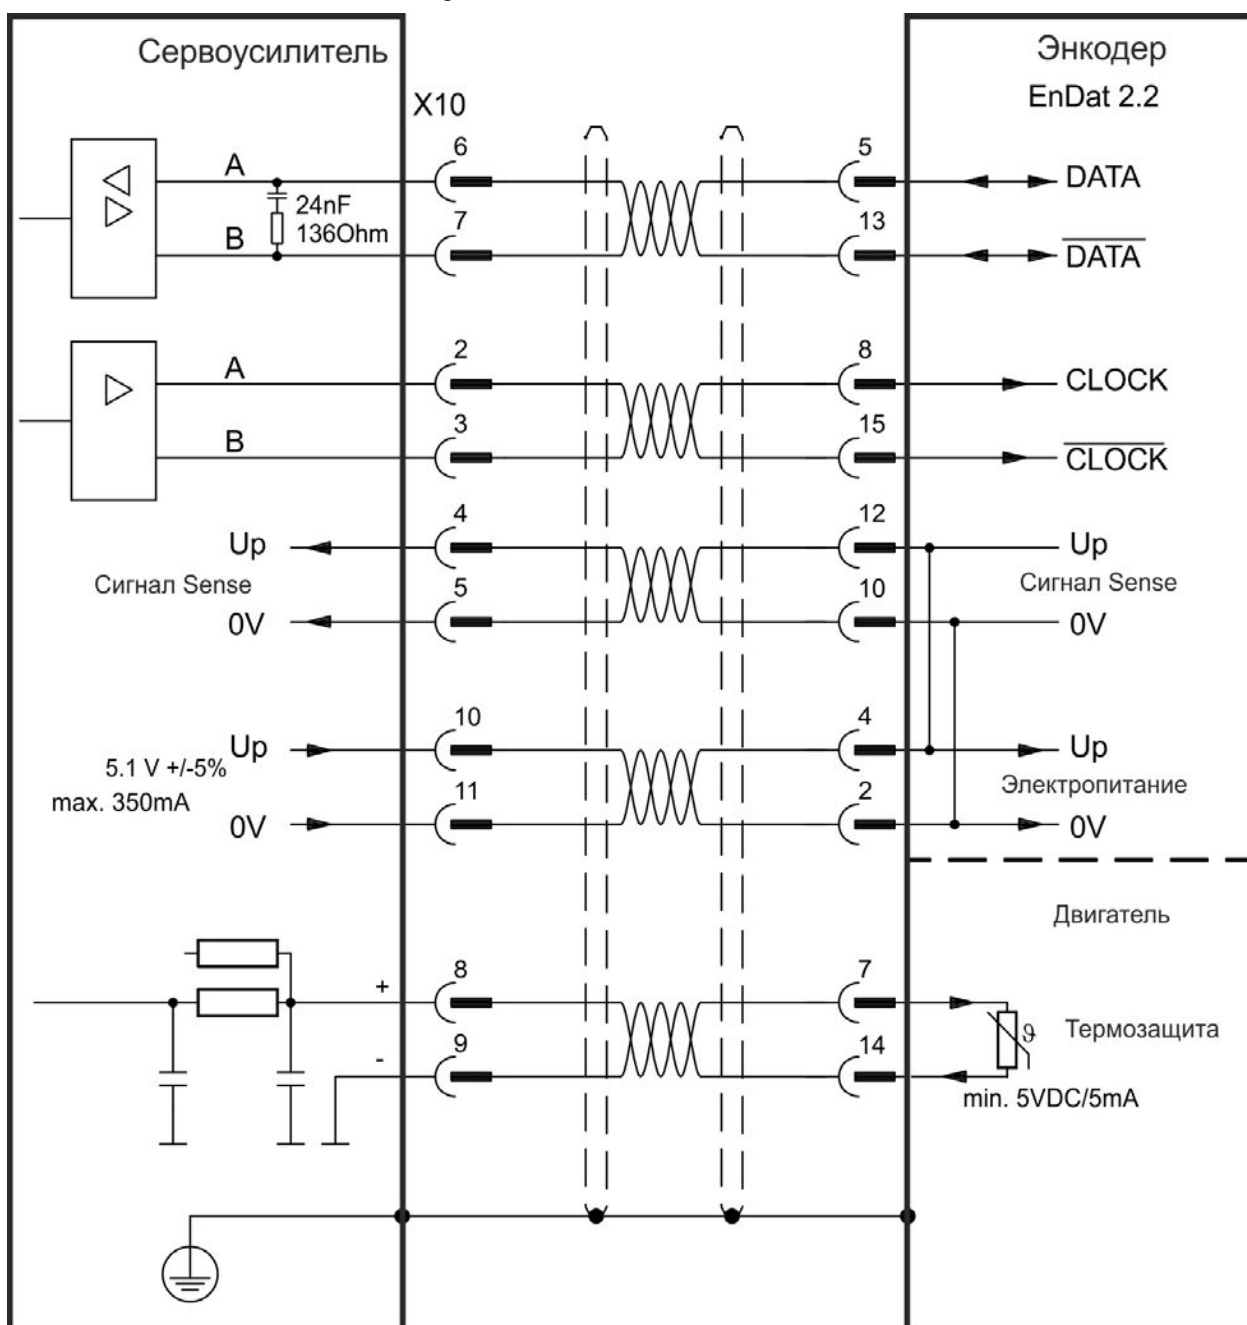 Сервоусилитель
Энкодер
EnDat 2.2
X10
A
6
5
DATA
24nF
136Ohm
B
7
13
DATA
A
2
8
CLOCK
B
3
15
CLOCK
Up
4
12
Up
Сигнал Sense
Сигнал Sense
0V
5
10
0V
Up
10
4
Up
5.1 V +/-5%
max. 350mA
Электропитание
0V
11
2
0V
Двигатель
+
8
7
ϑ
Термозащита
-
9
14
min. 5VDC/5mA